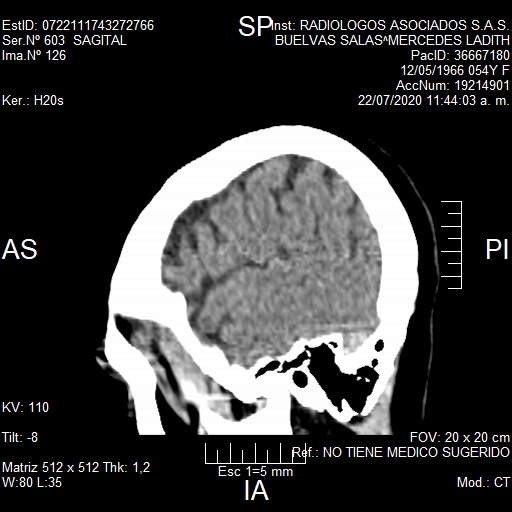 EstID: 0722111743272766
Ser.Nº 603 SAGITAL
Ima.Nº 126
Ker.: H20s
SP
Inst: RADIOLOGOS ASOCIADOS S.A.S.
BUELVAS SALAS^MERCEDES LADITH
PacID: 36667180
12/05/1966 054Y F
AccNum: 19214901
22/07/2020 11:44:03 a. m.
AS
PI
KV: 110
Tilt: -8
Matriz 512 x 512 Thk: 1,2
W:80 L:35
Esc 1=5 mm
IA
FOV: 20 x 20 cm
Ref.: NO TIENE MEDICO SUGERIDO
Mod.: CT